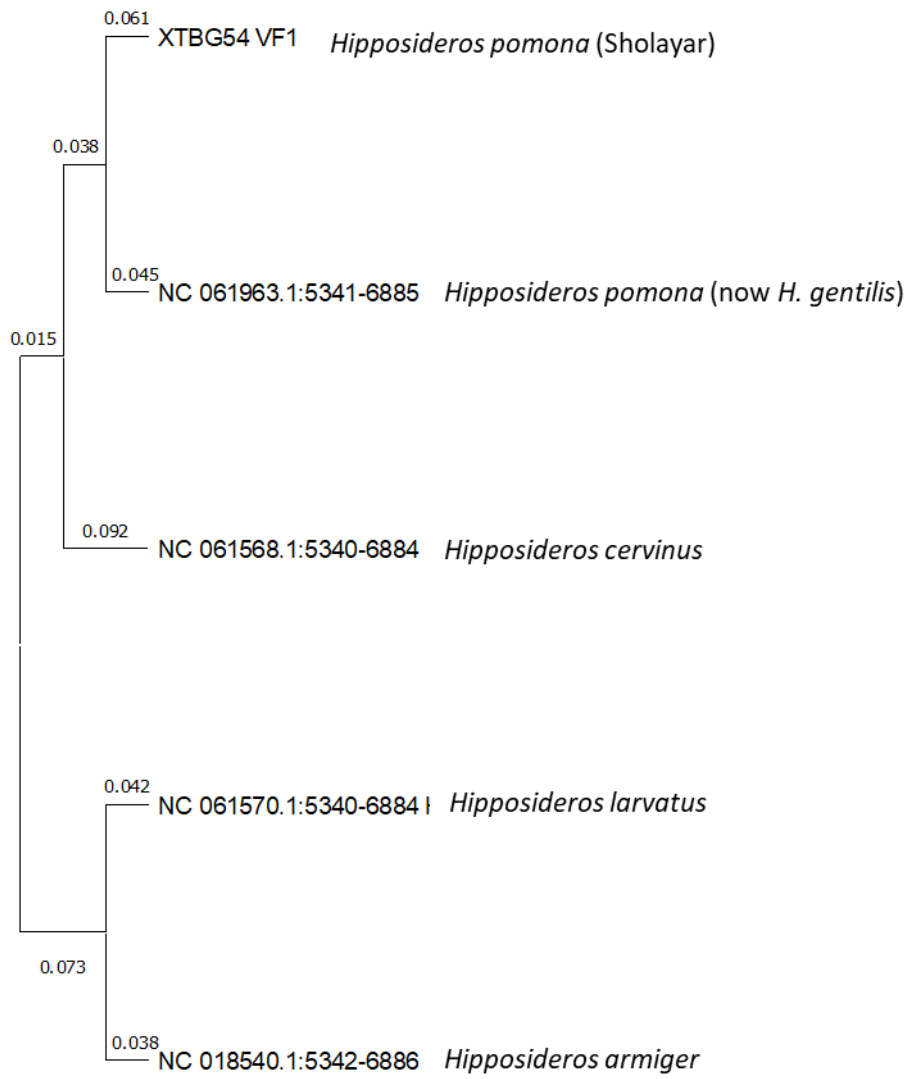 0.061
XTBG54 VF1 Hipposideros pomona (Sholayar)
0.038
0.045
NC 061963.1:5341-6885 Hipposideros pomona (now H. gentilis)
0.015
0.092
NC 061568.1:5340-6884 Hipposideros cervinus
0.042
NC 061570.1:5340-6884 Hipposideros larvatus
0.073
0.038
NC 018540.1:5342-6886 Hipposideros armiger